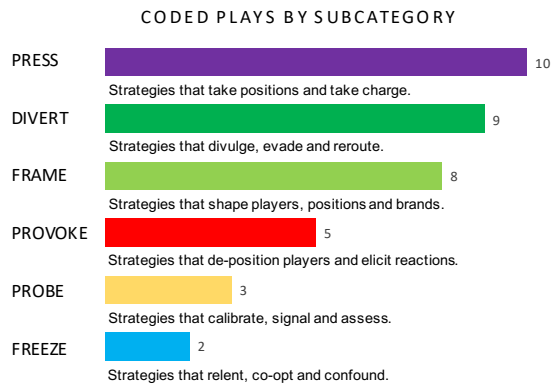 CODED PLAYS BY SUBCATEGORY
PRESS
10
Strategies that take positions and take charge.
DIVERT
9
Strategies that divulge, evade and reroute.
FRAME
8
Strategies that shape players, positions and brands.
PROVOKE
5
Strategies that de-position players and elicit reactions.
PROBE
3
Strategies that calibrate, signal and assess.
FREEZE
2
Strategies that relent, co-opt and confound.